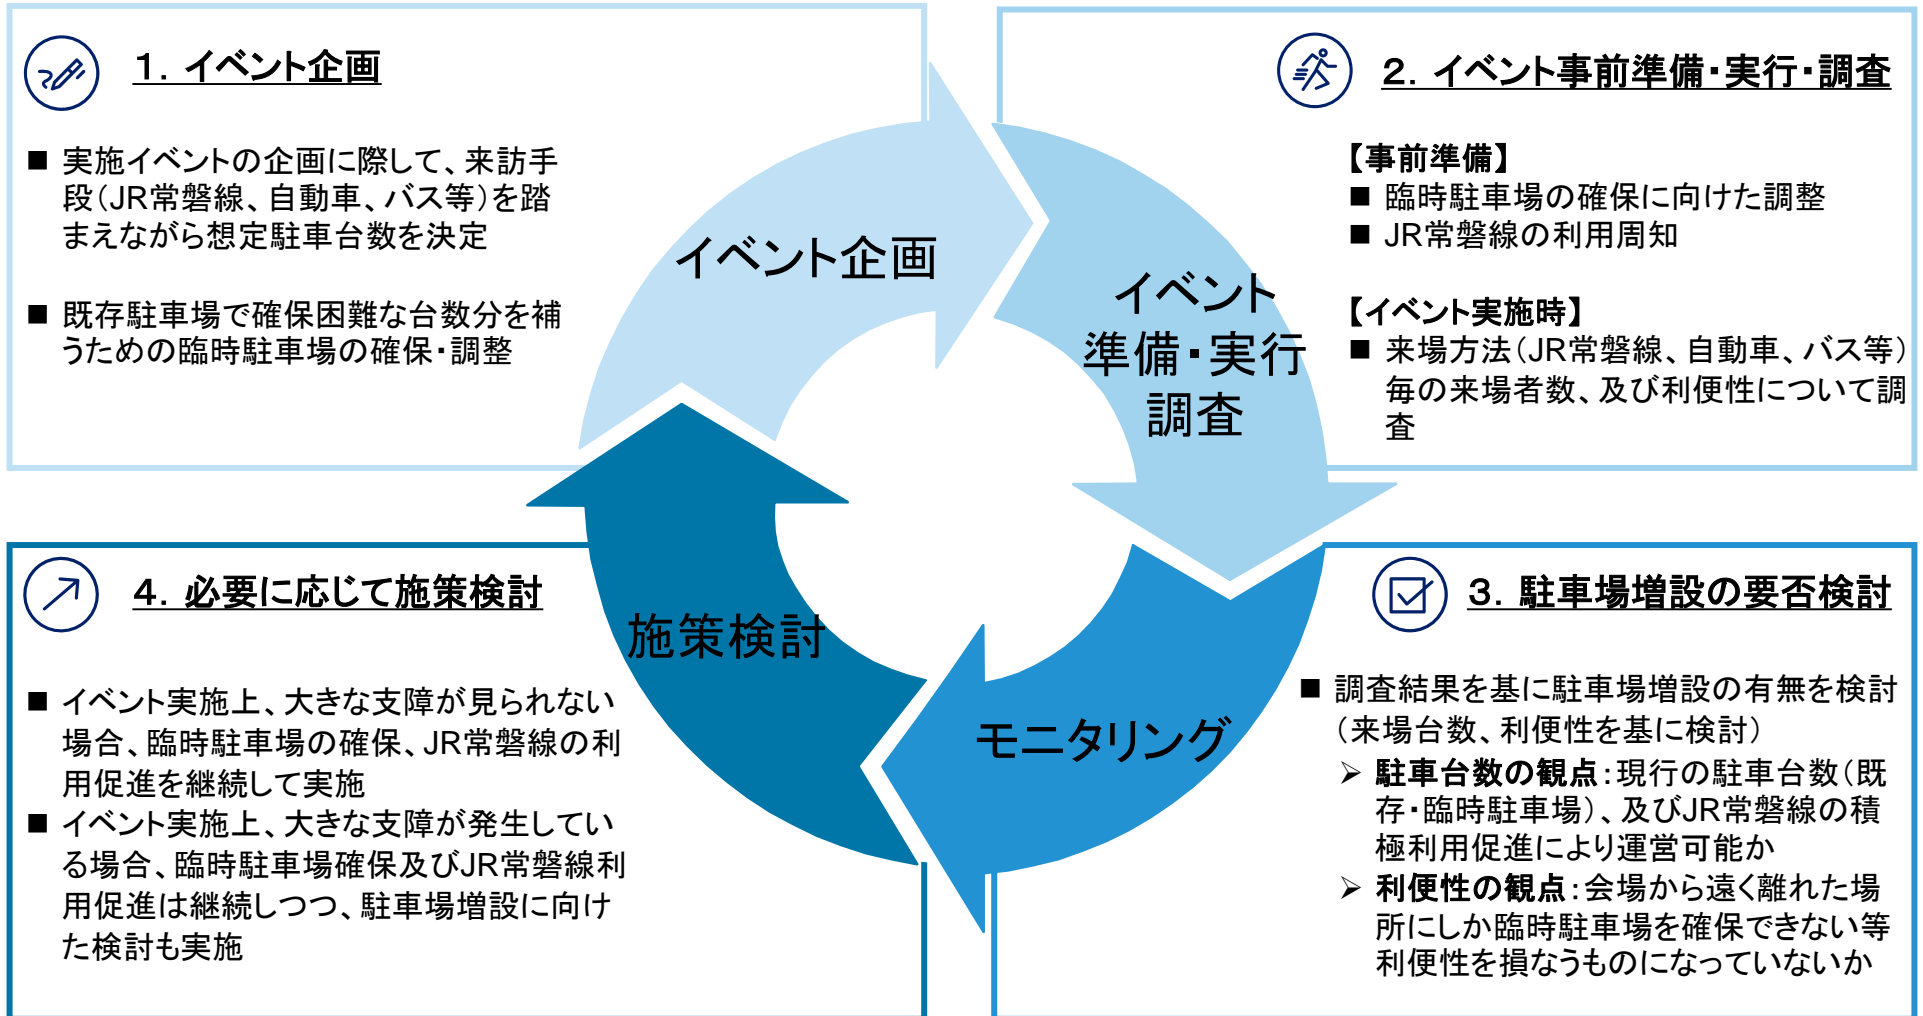 1. イベント企画
■ 実施イベントの企画に際して、来訪手
段(JR常磐線、自動車、バス等)を踏
まえながら想定駐車台数を決定
■ 既存駐車場で確保困難な台数分を補
うための臨時駐車場の確保・調整
2. イベント事前準備・実行・調査
【事前準備】
■ 臨時駐車場の確保に向けた調整
■ JR常磐線の利用周知
【イベント実施時】
■ 来場方法(JR常磐線、自動車、バス等)
毎の来場者数、及び利便性について調
査
イベント企画
イベント
準備・実行
調査
モニタリング
施策検討
3. 駐車場増設の要否検討
■ 調査結果を基に駐車場増設の有無を検討
(来場台数、利便性を基に検討)
➢ 駐車台数の観点:現行の駐車台数(既
存・臨時駐車場)、及びJR常磐線の積
極利用促進により運営可能か
➢ 利便性の観点:会場から遠く離れた場
所にしか臨時駐車場を確保できない等
利便性を損なうものになっていないか
4. 必要に応じて施策検討
■ イベント実施上、大きな支障が見られない
場合、臨時駐車場の確保、JR常磐線の利
用促進を継続して実施
■ イベント実施上、大きな支障が発生してい
る場合、臨時駐車場確保及びJR常磐線利
用促進は継続しつつ、駐車場増設に向け
た検討も実施